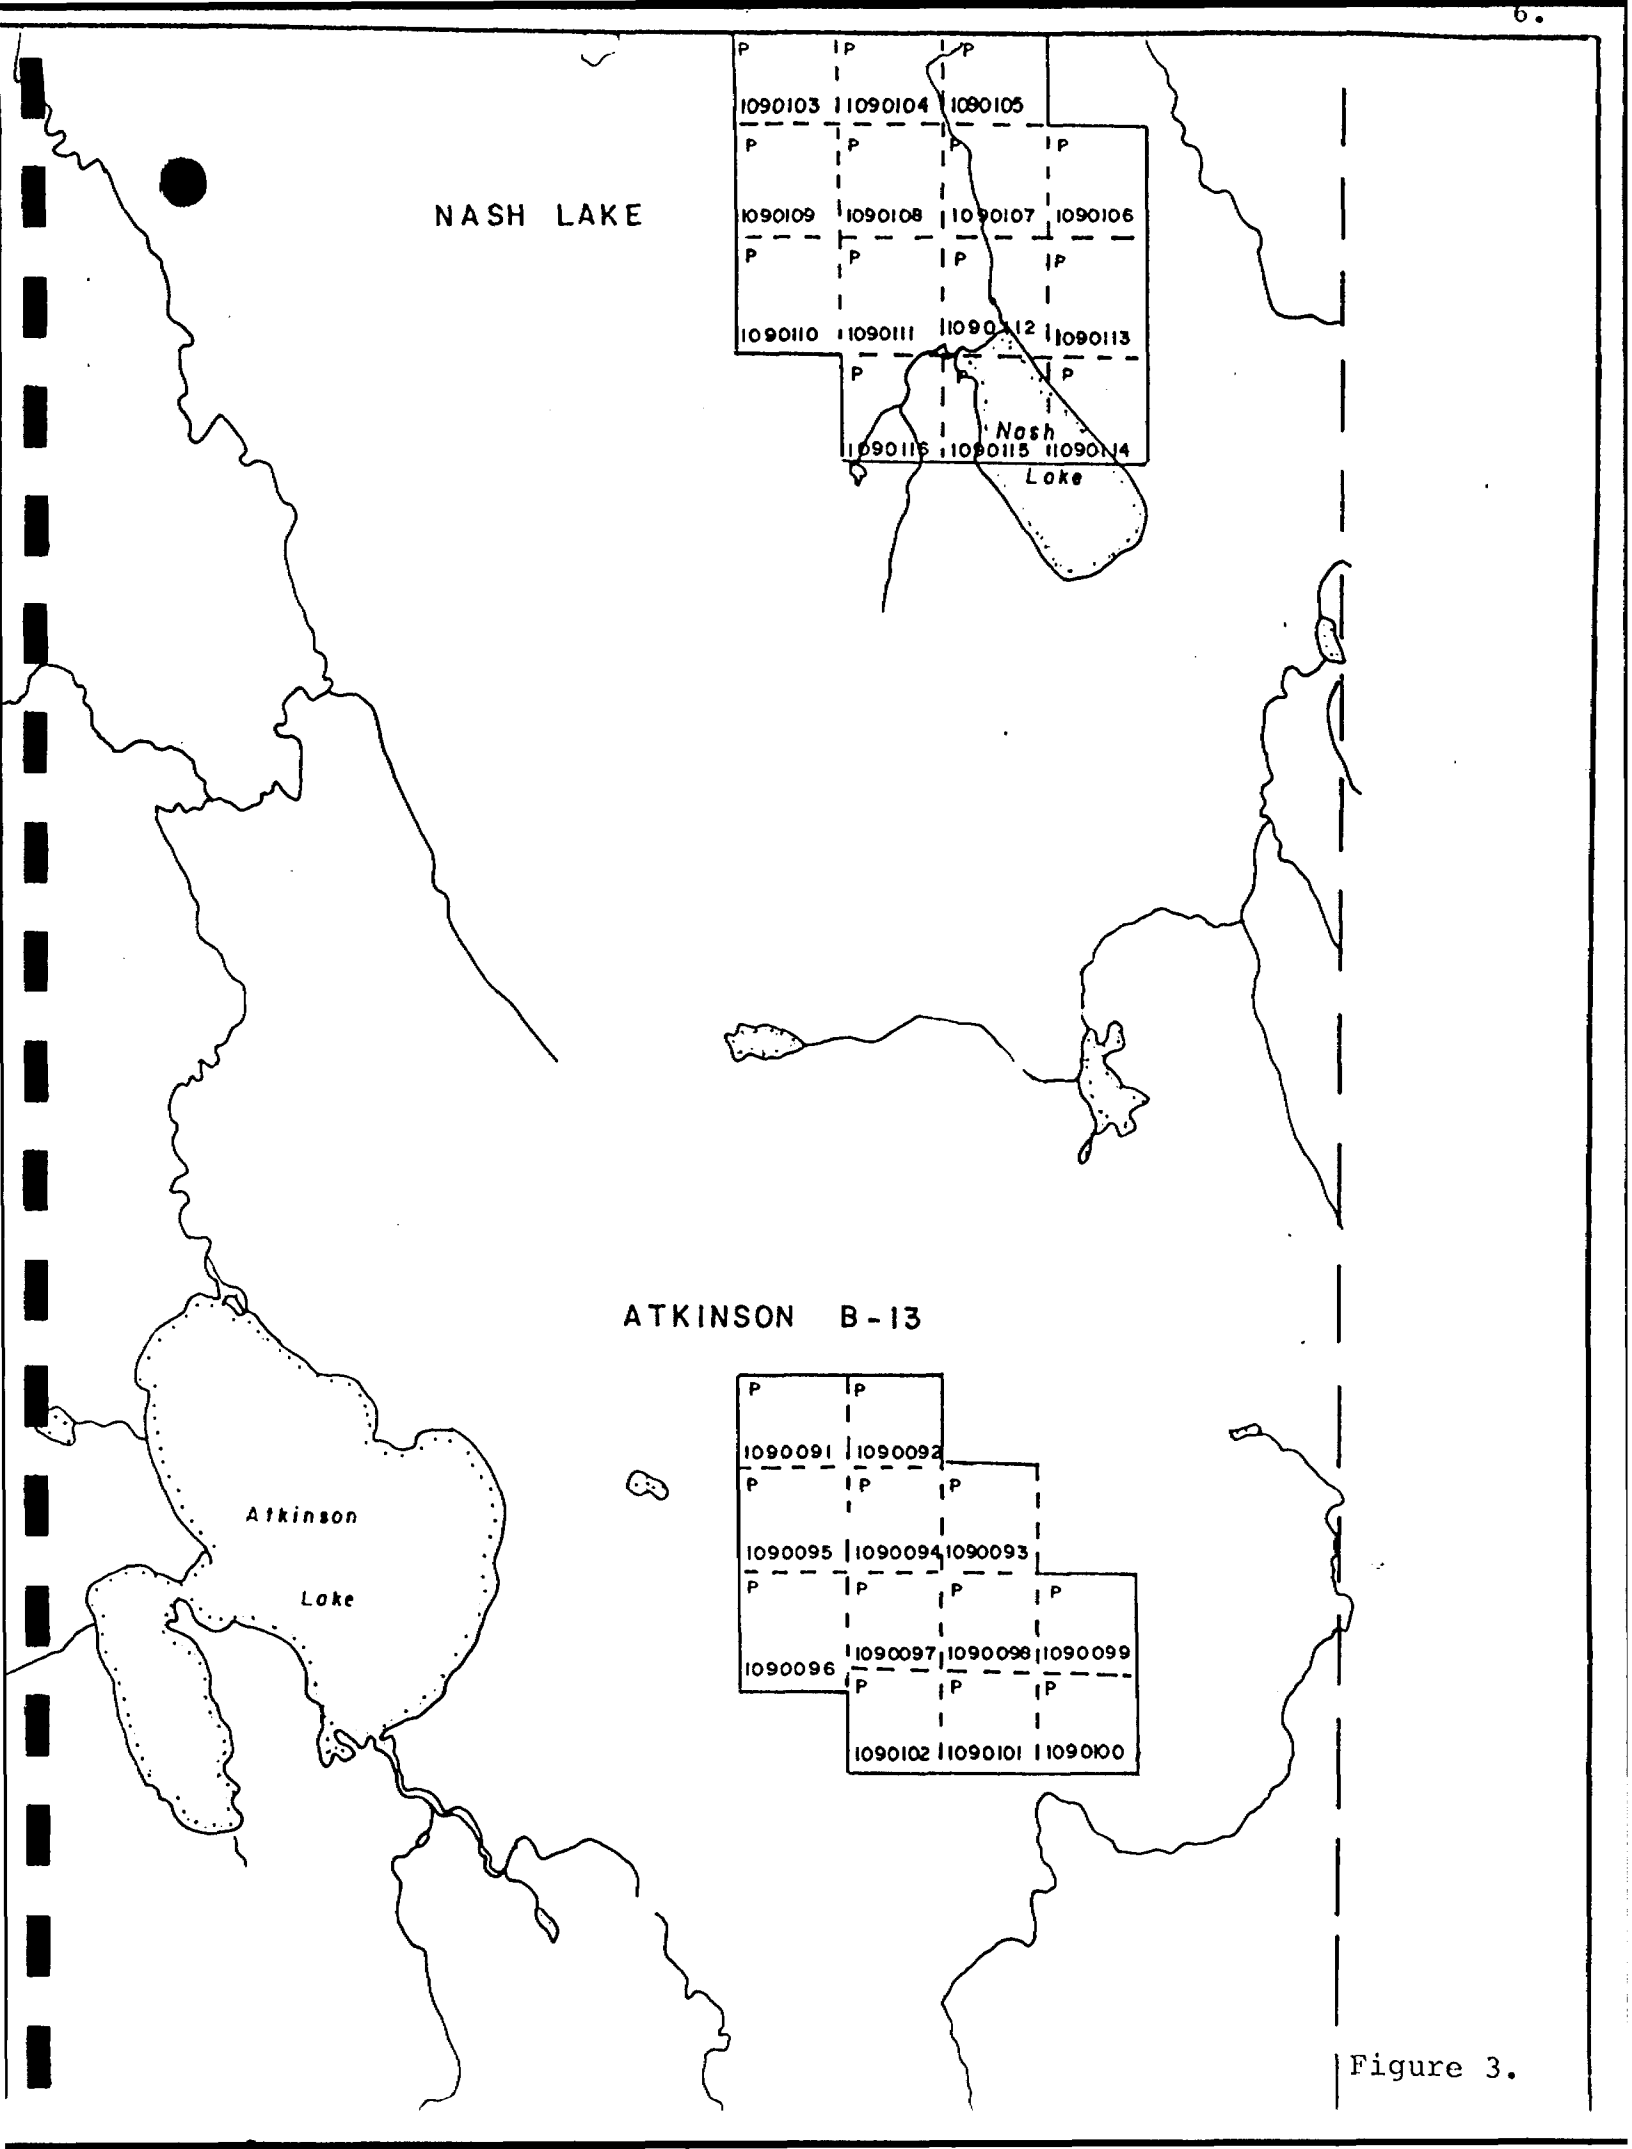 6.
P P P
1090103 1090104 1090105
P P P P
NASH LAKE
1090109 1090108 1090107 1090106
P P P P
1090110 1090111 1090112 1090113
P P P
Nash
1090116 1090115 1090114
Lake
ATKINSON B-13
P P
1090091 1090092
P P P
Atkinson
1090095 1090094 1090093
P P P P
Lake
1090097 1090098 1090099
1090096
P P P
1090102 1090101 1090100
Figure 3.